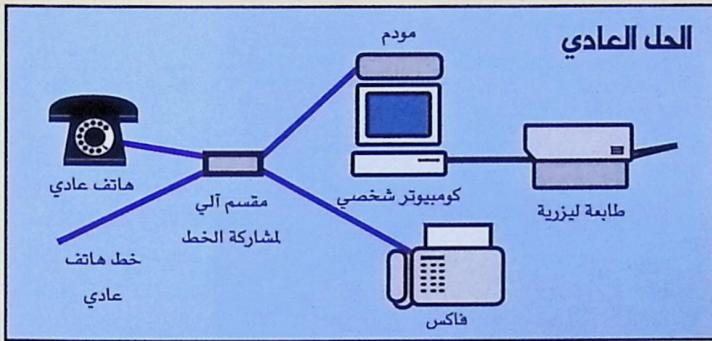 الحل العادي
مودم
هاتف عادي
مقسم آلي
لمشاركة الخط
كومبيوتر شخصي
طابعة ليزرية
خط هاتف
عادي
فاكس